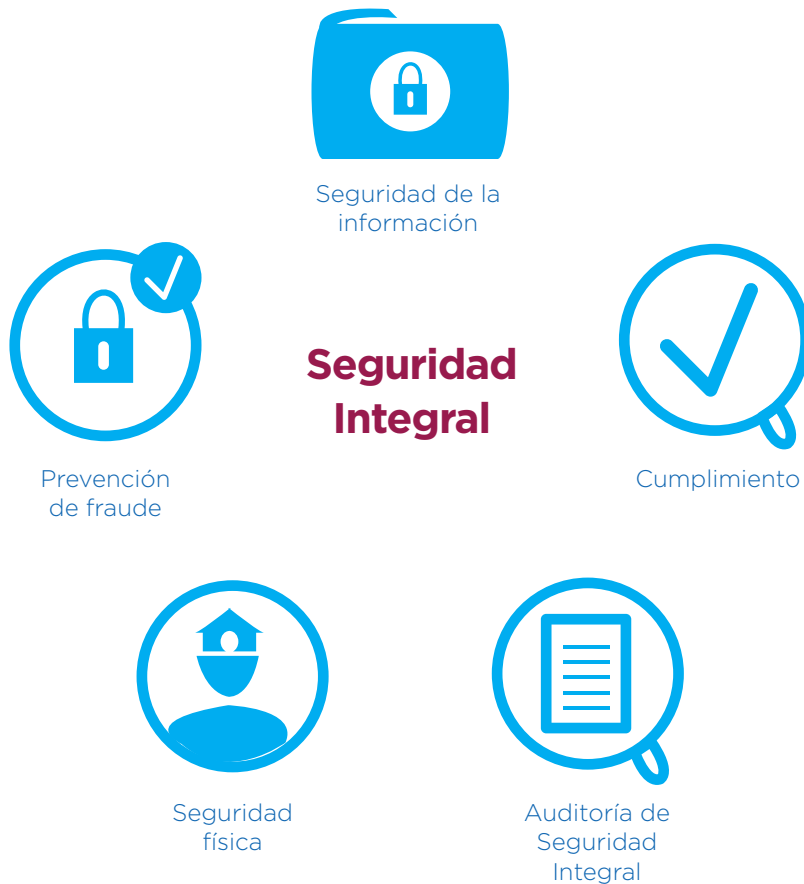 Seguridad de la
información
Seguridad
Integral
Prevención
de fraude
Cumplimiento
Seguridad
física
Auditoría de
Seguridad
Integral